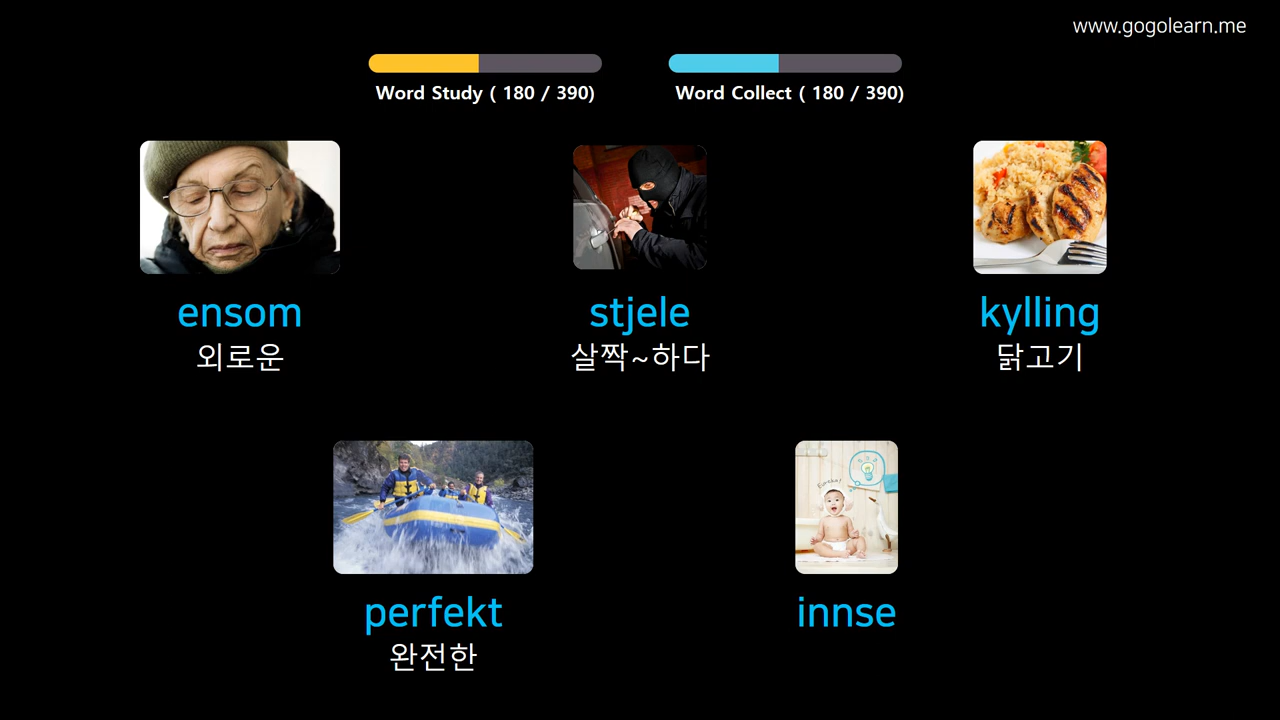 www.gogolearn.me
Word Study ( 180 / 390)
Word Collect ( 180 / 390)
ensom
외로운
stjele
살짝~하다
kylling
닭고기
perfekt
완전한
Eureka!
innse